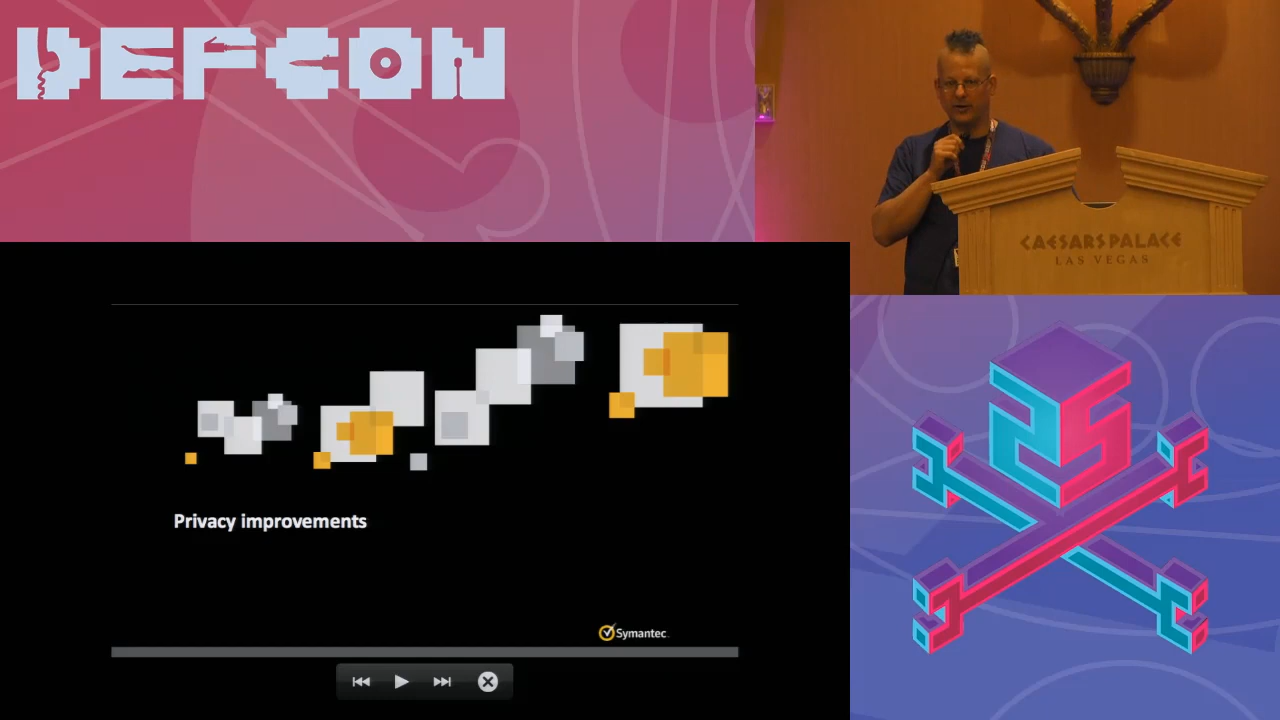 DEFCON
CAESARS PALACE
LAS VEGAS
Privacy improvements
Symantec.